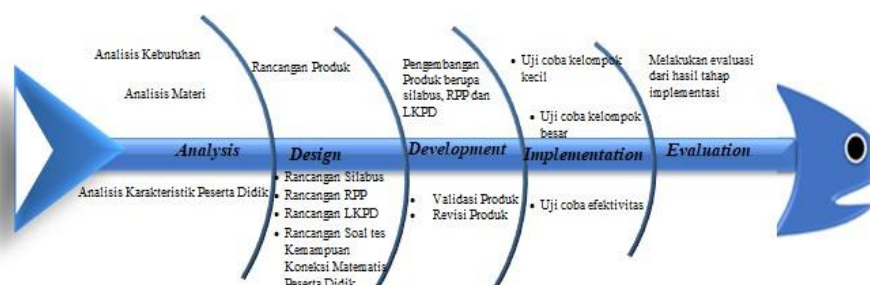 Analisis Kebutuhan
Analisis Materi
Analysis
Analisis Karakteristik Peserta Didik
Rancangan Produk
Design
• Rancangan Silabus
• Rancangan RPP
• Rancangan LKPD
• Rancangan Soal tes
Kemampuan
Koneksi Matematis
Peserta Didik
Pengembangan
Produk berupa
silabus, RPP dan
LKPD
Development
• Validasi Produk
• Revisi Produk
• Uji coba kelompok
kecil
• Uji coba kelompok
besar
Implementation
• Uji coba efektivitas
Melakukan evaluasi
dari hasil tahap
implementasi
Evaluation